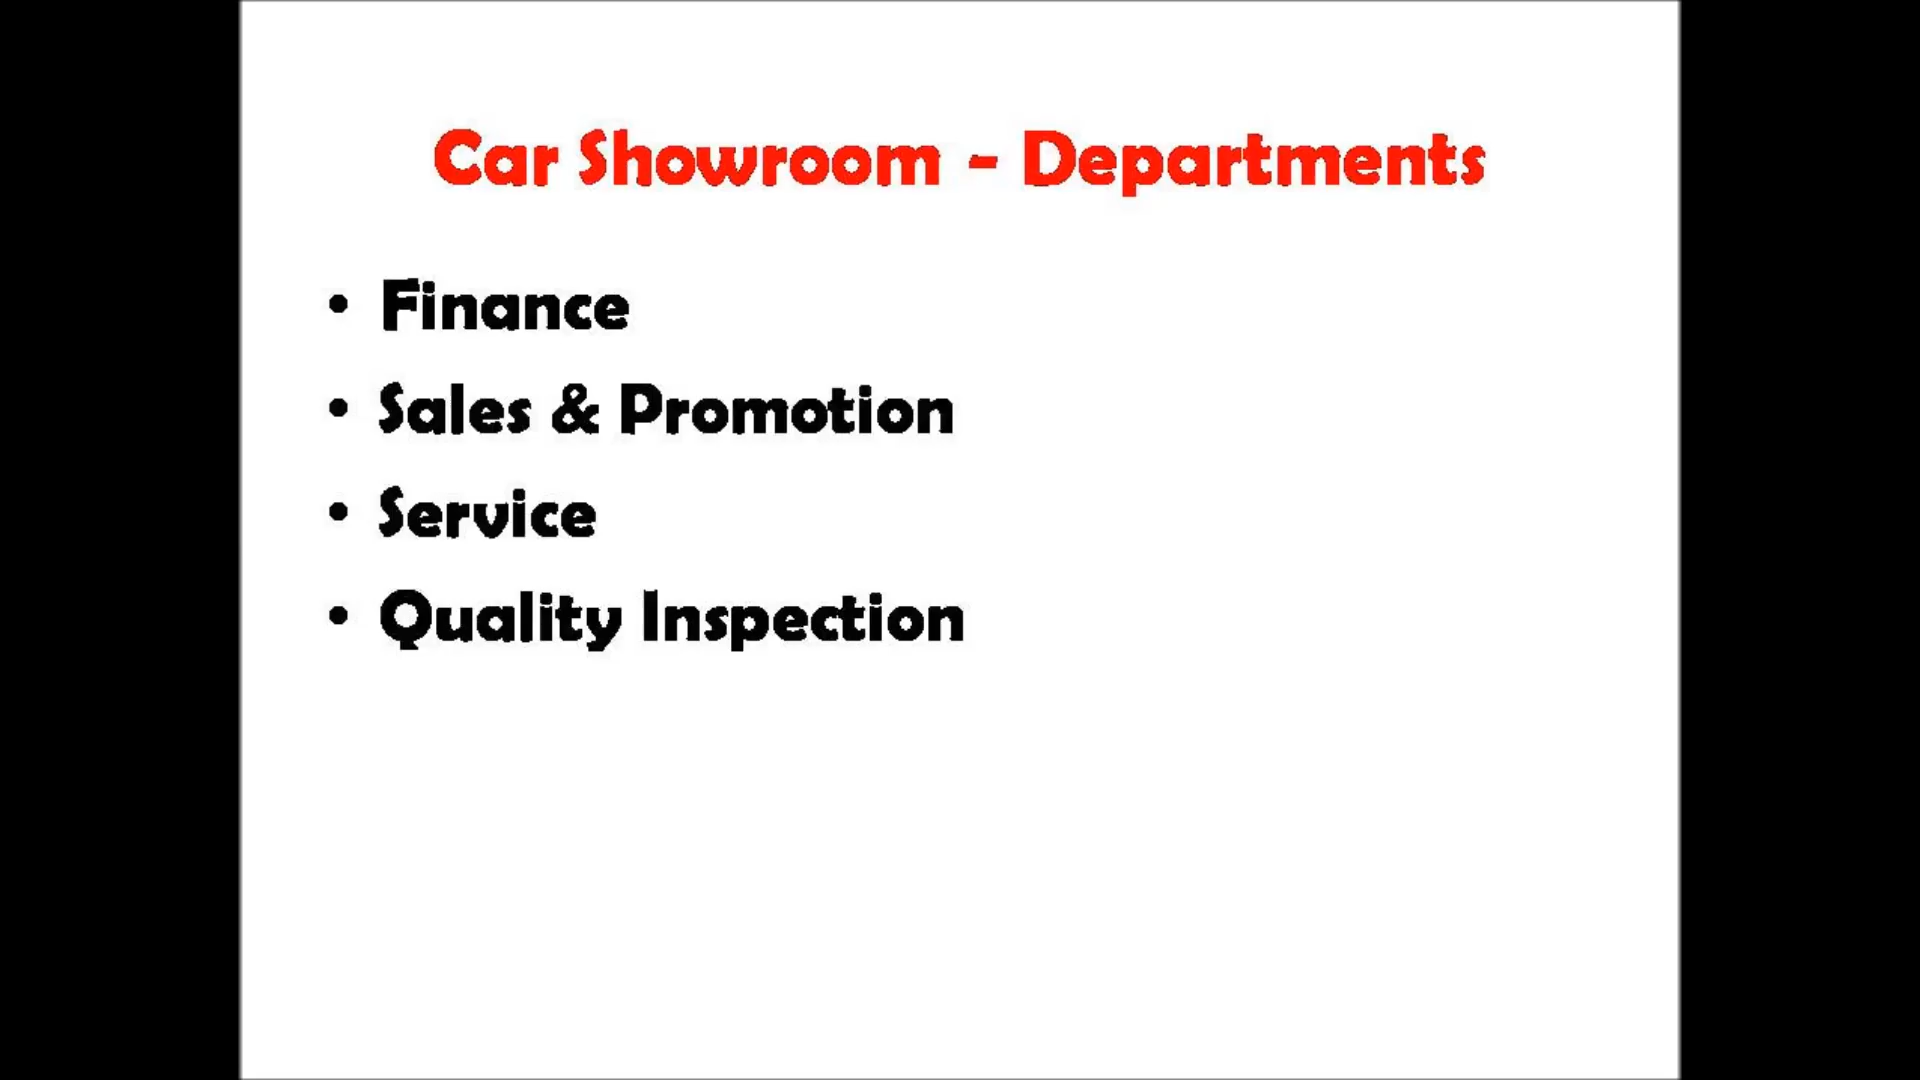 Car Showroom - Departments
• Finance
• Sales & Promotion
• Service
• Quality Inspection